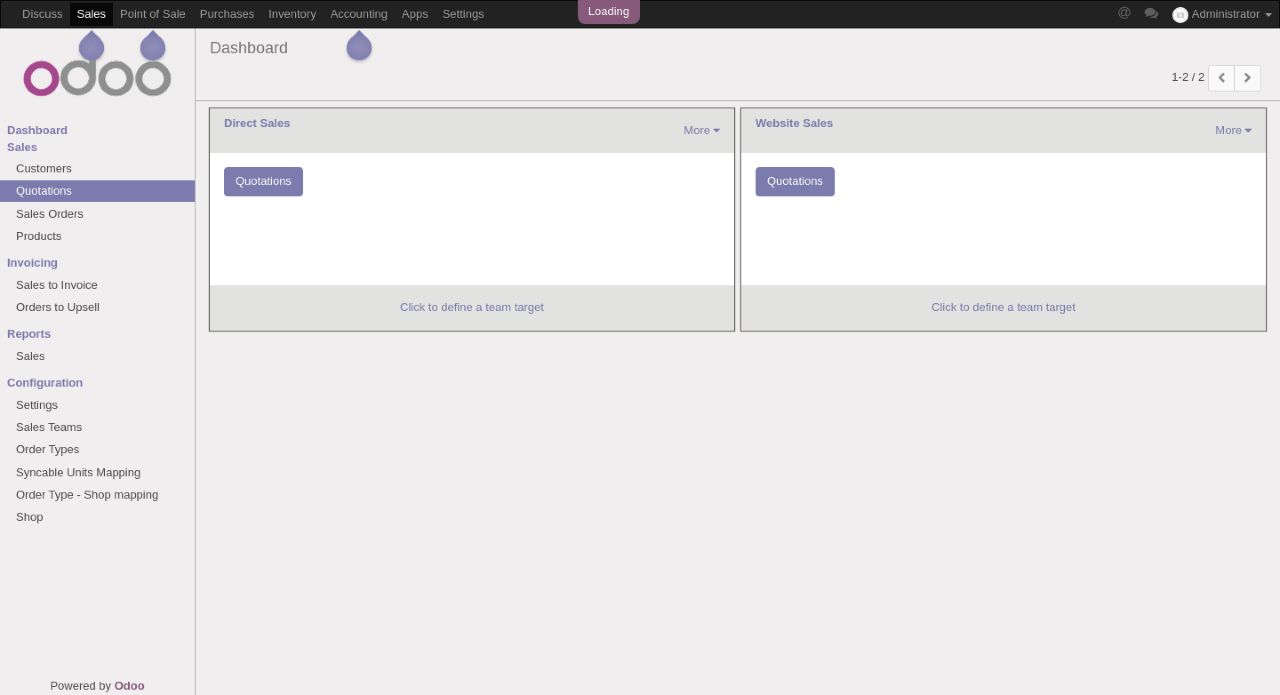 Discuss Sales Point of Sale Purchases Inventory Accounting Apps Settings Loading @ Administrator
odoo
Dashboard
1-2 / 2
Dashboard
Sales
Customers
Quotations
Sales Orders
Products
Invoicing
Sales to Invoice
Orders to Upsell
Reports
Sales
Configuration
Settings
Sales Teams
Order Types
Syncable Units Mapping
Order Type - Shop mapping
Shop
Powered by Odoo
Direct Sales
More
Quotations
Click to define a team target
Website Sales
More
Quotations
Click to define a team target